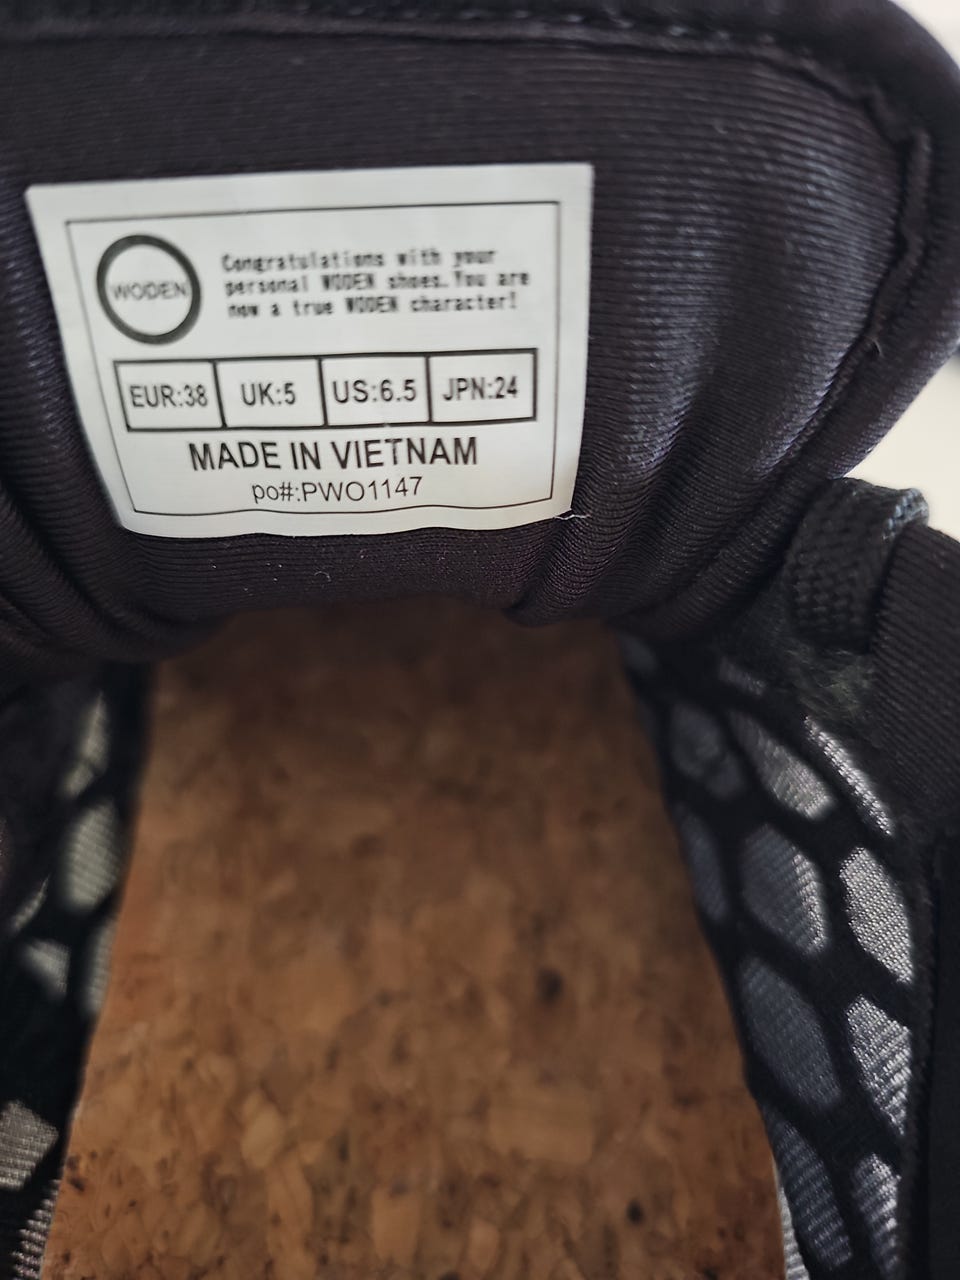 WODEN
Congratulations with your
personal WODEN shoes.You are
now a true WODEN character!
EUR:38 UK:5 US:6.5 JPN:24
MADE IN VIETNAM
po#:PWO1147